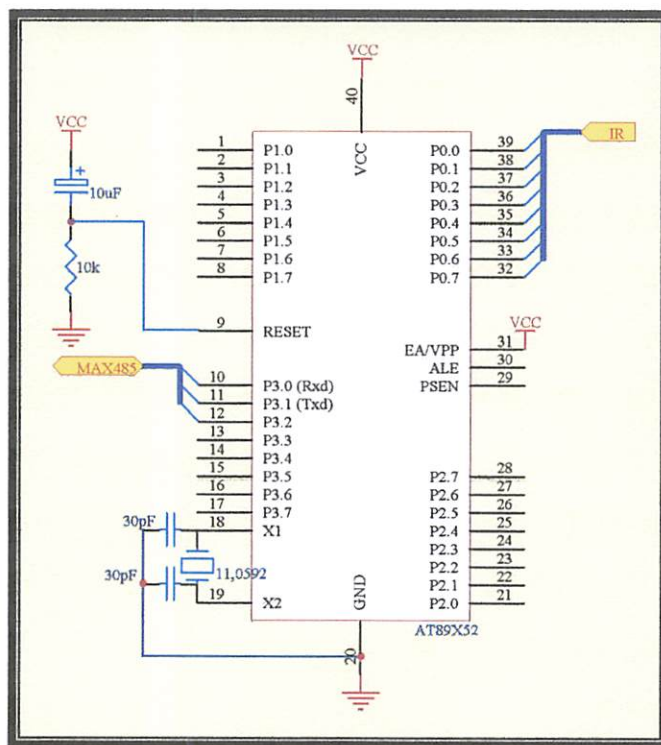 VCC
40
VCC
VCC
10uF
10k
1 P1.0
2 P1.1
3 P1.2
4 P1.3
5 P1.4
6 P1.5
7 P1.6
8 P1.7
9 RESET
MAX485
10 P3.0 (Rxd)
11 P3.1 (Txd)
12 P3.2
13 P3.3
14 P3.4
15 P3.5
16 P3.6
17 P3.7
30pF 18 X1
11,0592
30pF 19 X2
P0.0 39
P0.1 38
P0.2 37
P0.3 36
P0.4 35
P0.5 34
P0.6 33
P0.7 32
IR
VCC
EA/VPP 31
ALE 30
PSEN 29
P2.7 28
P2.6 27
P2.5 26
P2.4 25
P2.3 24
P2.2 23
P2.1 22
P2.0 21
GND
20
AT89X52